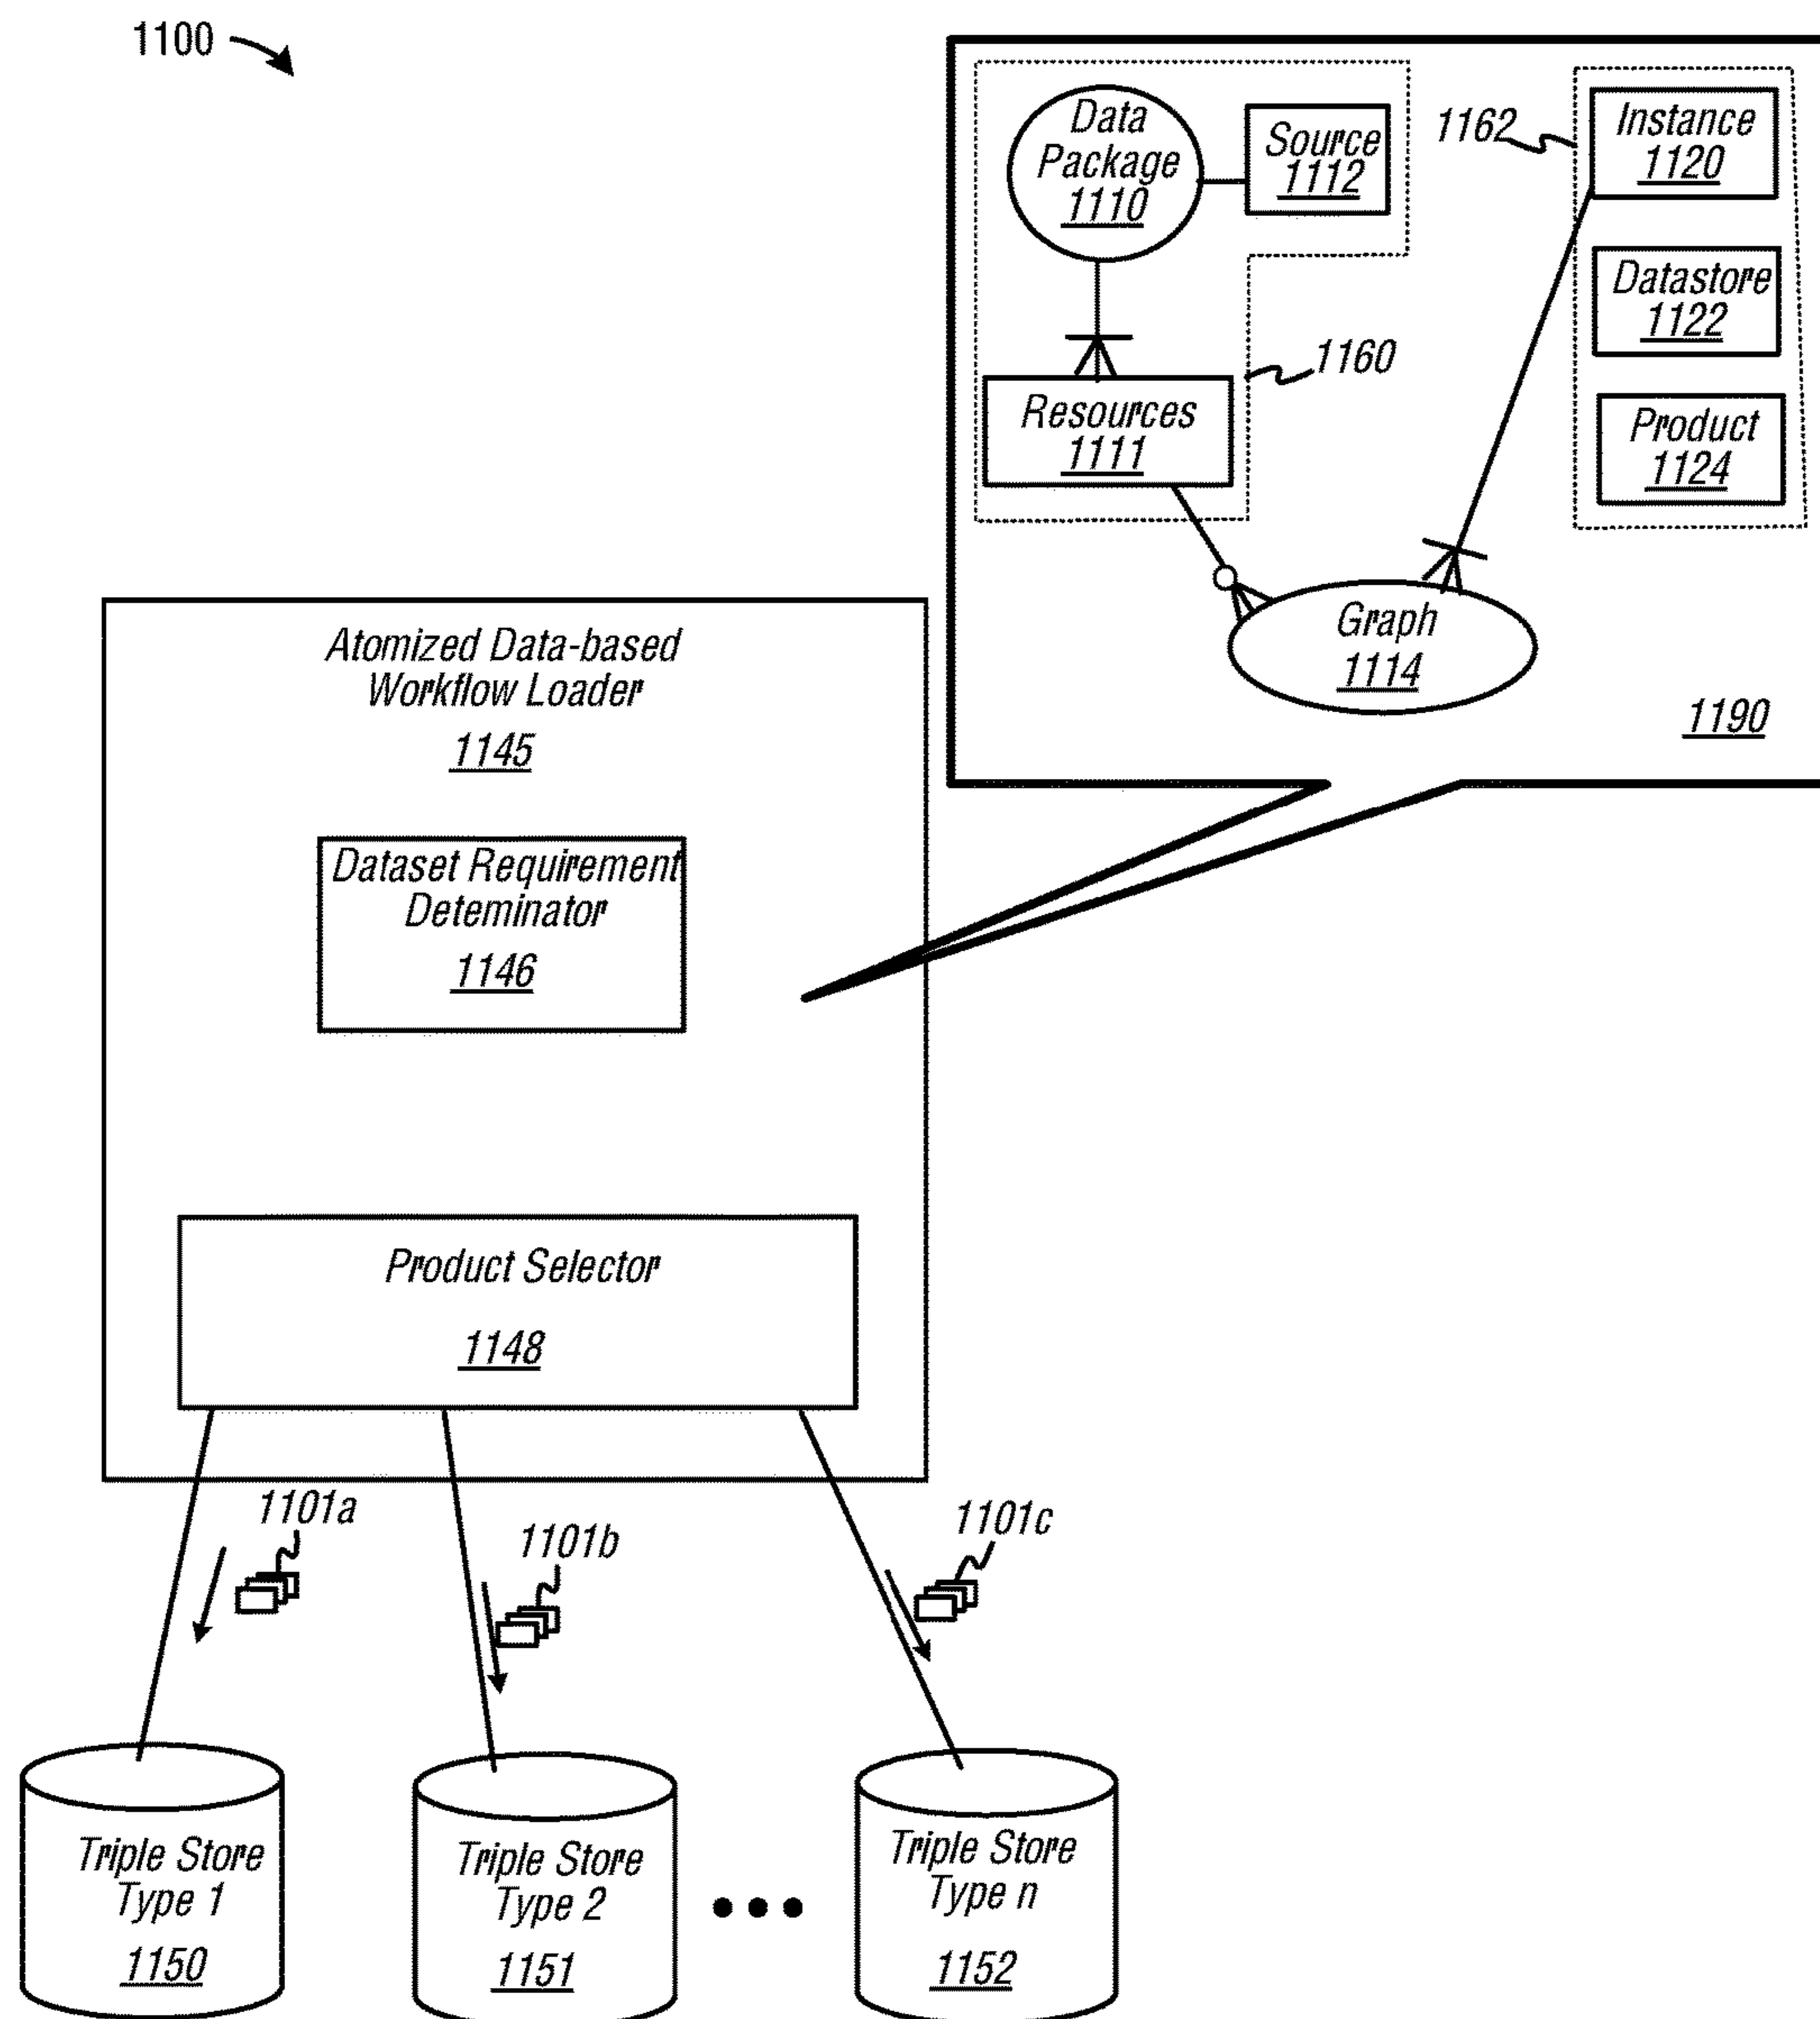 1100
Data
Package
1110
Source
1112
1162
Instance
1120
Datastore
1122
Product
1124
1160
Resources
1111
Graph
1114
1190
Atomized Data-based
Workflow Loader
1145
Dataset Requirement
Deteminator
1146
Product Selector
1148
1101a
1101b
1101c
Triple Store
Type 1
1150
Triple Store
Type 2
1151
Triple Store
Type n
1152